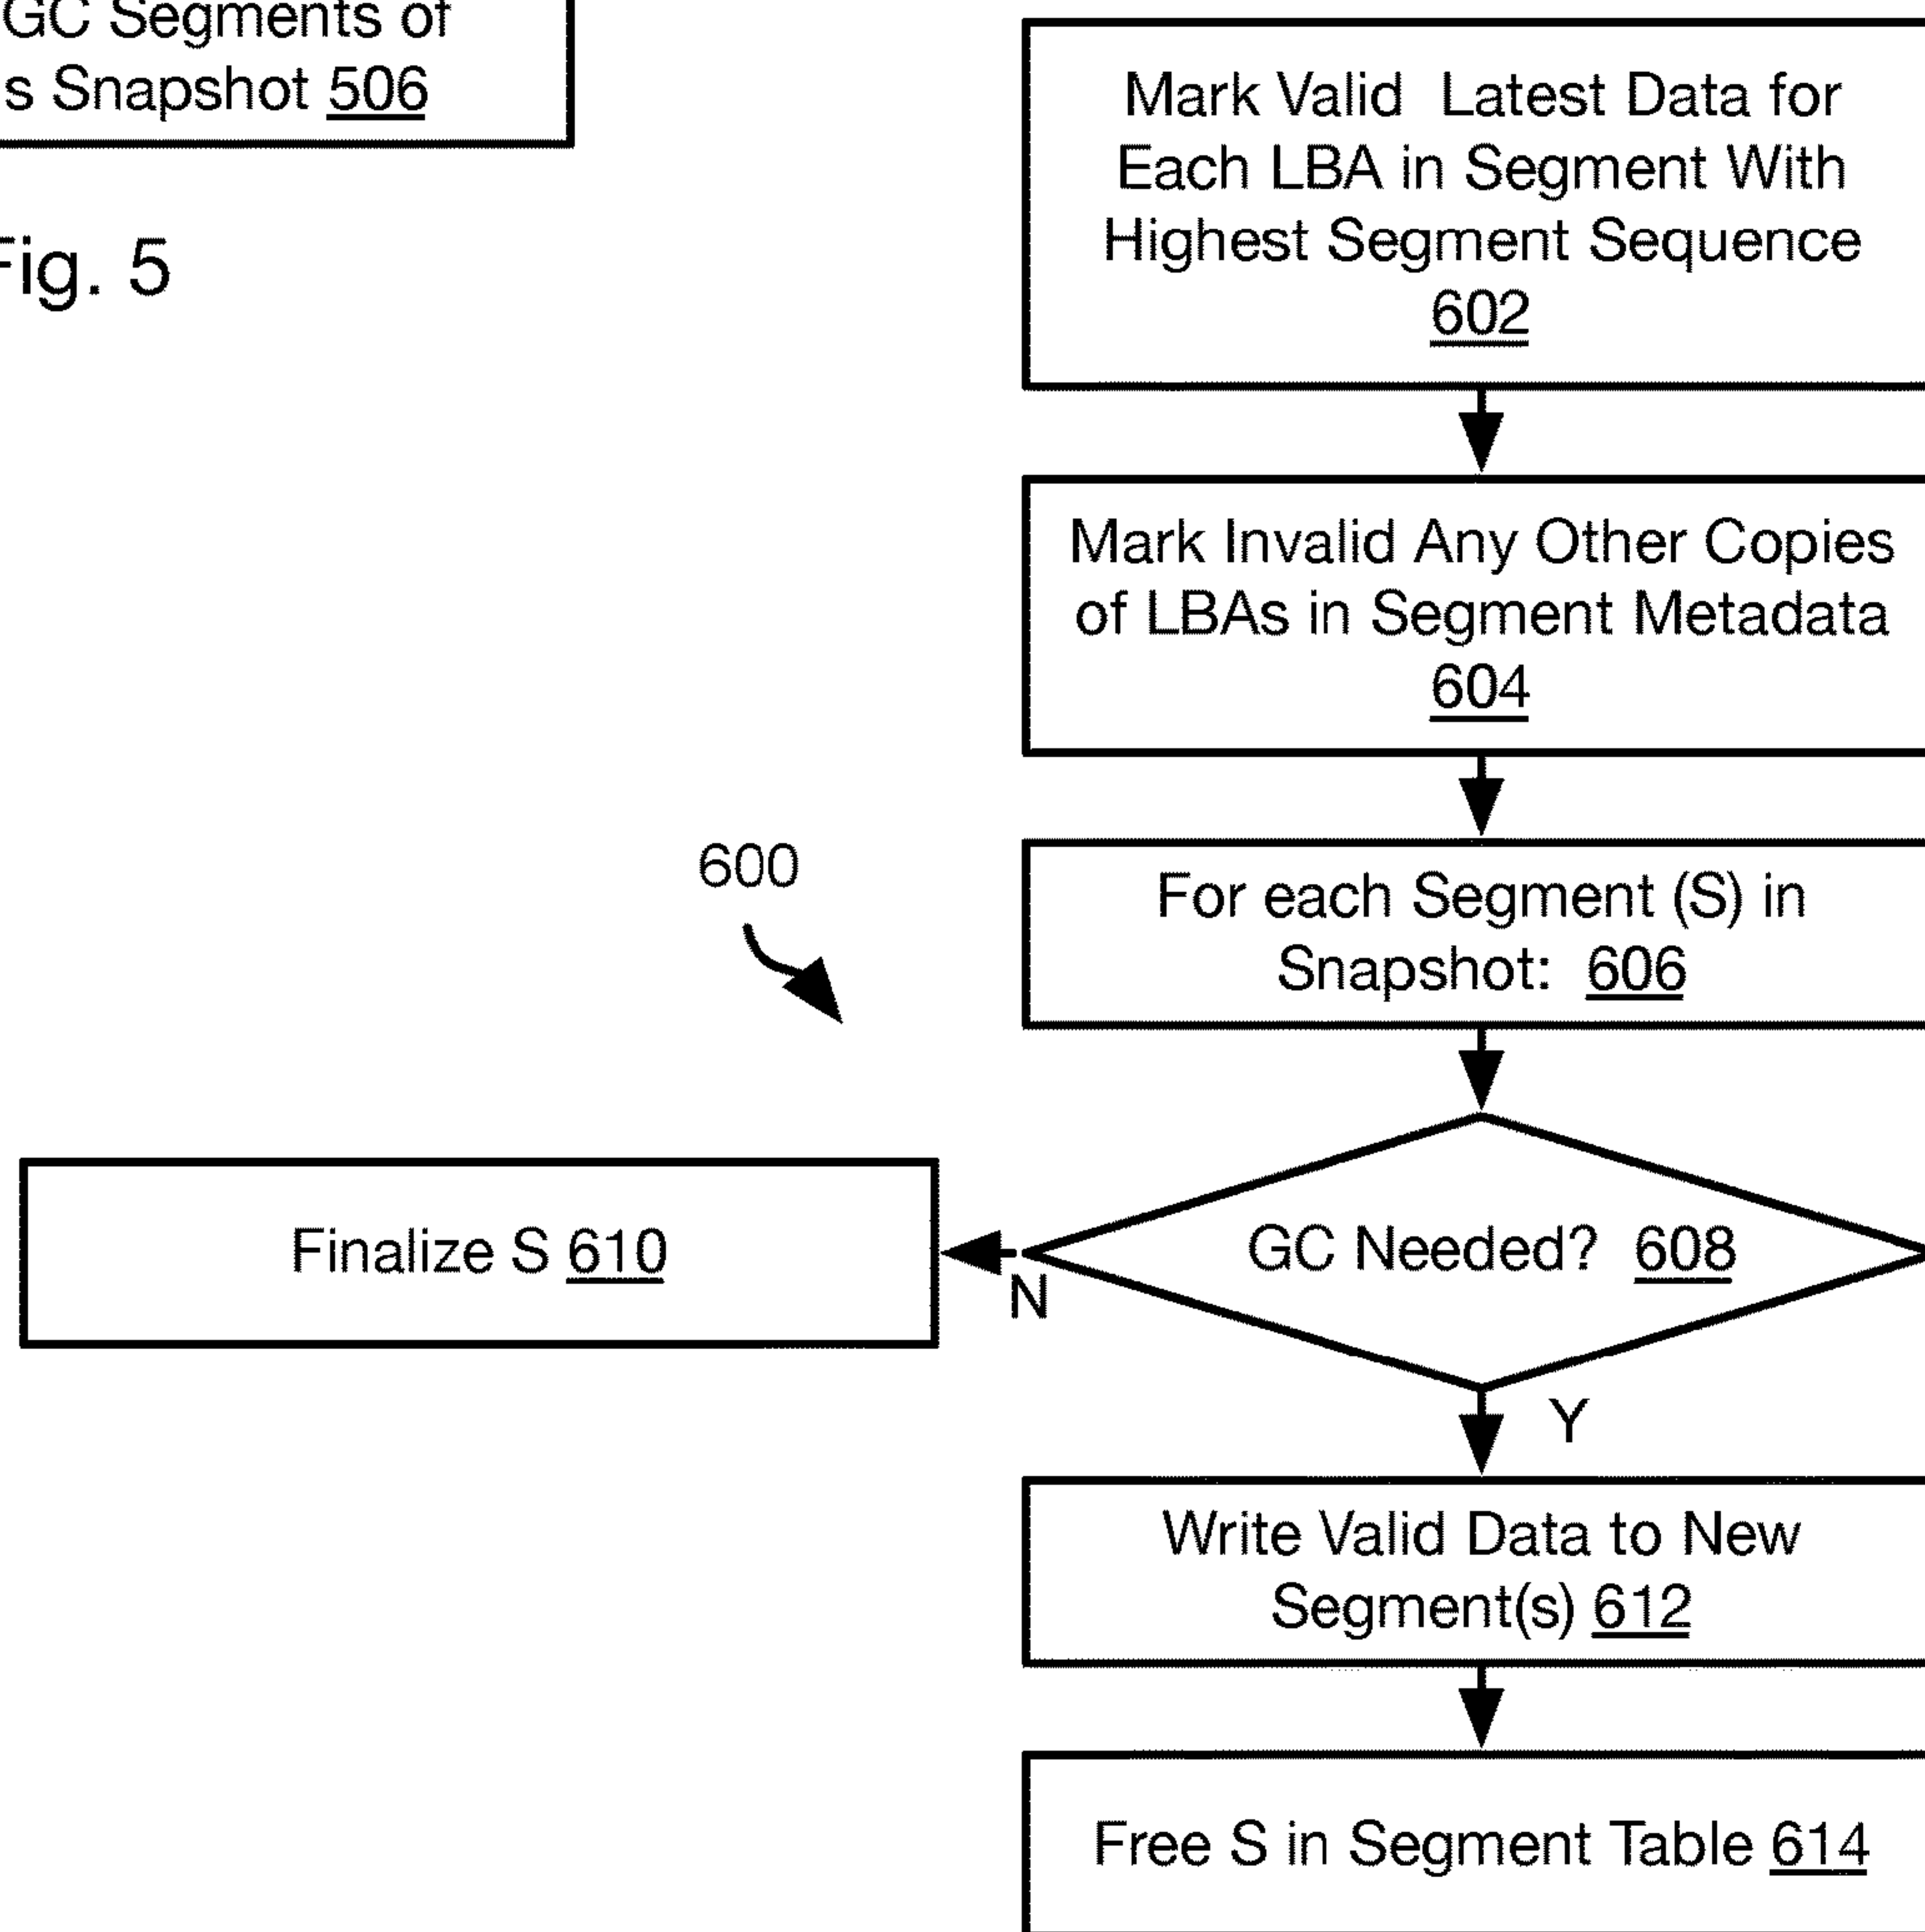 GC Segments of
s Snapshot 506
Fig. 5
Mark Valid Latest Data for
Each LBA in Segment With
Highest Segment Sequence
602
Mark Invalid Any Other Copies
of LBAs in Segment Metadata
604
600
For each Segment (S) in
Snapshot: 606
Finalize S 610
N
GC Needed? 608
Y
Write Valid Data to New
Segment(s) 612
Free S in Segment Table 614